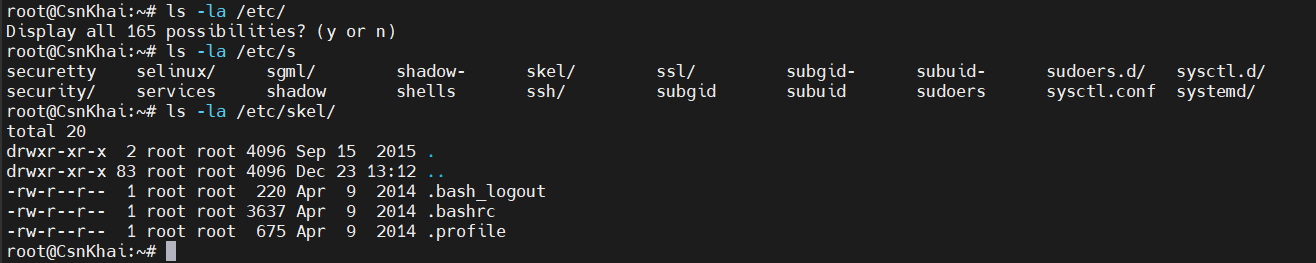 root@CsnKhai:~# ls -la /etc/
Display all 165 possibilities? (y or n)
root@CsnKhai:~# ls -la /etc/s
securetty    selinux/     sgml/        shadow-      skel/        ssl/         subgid-      subuid-      sudoers.d/   sysctl.d/
security/    services     shadow       shells       ssh/         subgid       subuid       sudoers      sysctl.conf  systemd/
root@CsnKhai:~# ls -la /etc/skel/
total 20
drwxr-xr-x  2 root root 4096 Sep 15  2015 .
drwxr-xr-x 83 root root 4096 Dec 23 13:12 ..
-rw-r--r--  1 root root  220 Apr  9  2014 .bash_logout
-rw-r--r--  1 root root 3637 Apr  9  2014 .bashrc
-rw-r--r--  1 root root  675 Apr  9  2014 .profile
root@CsnKhai:~#